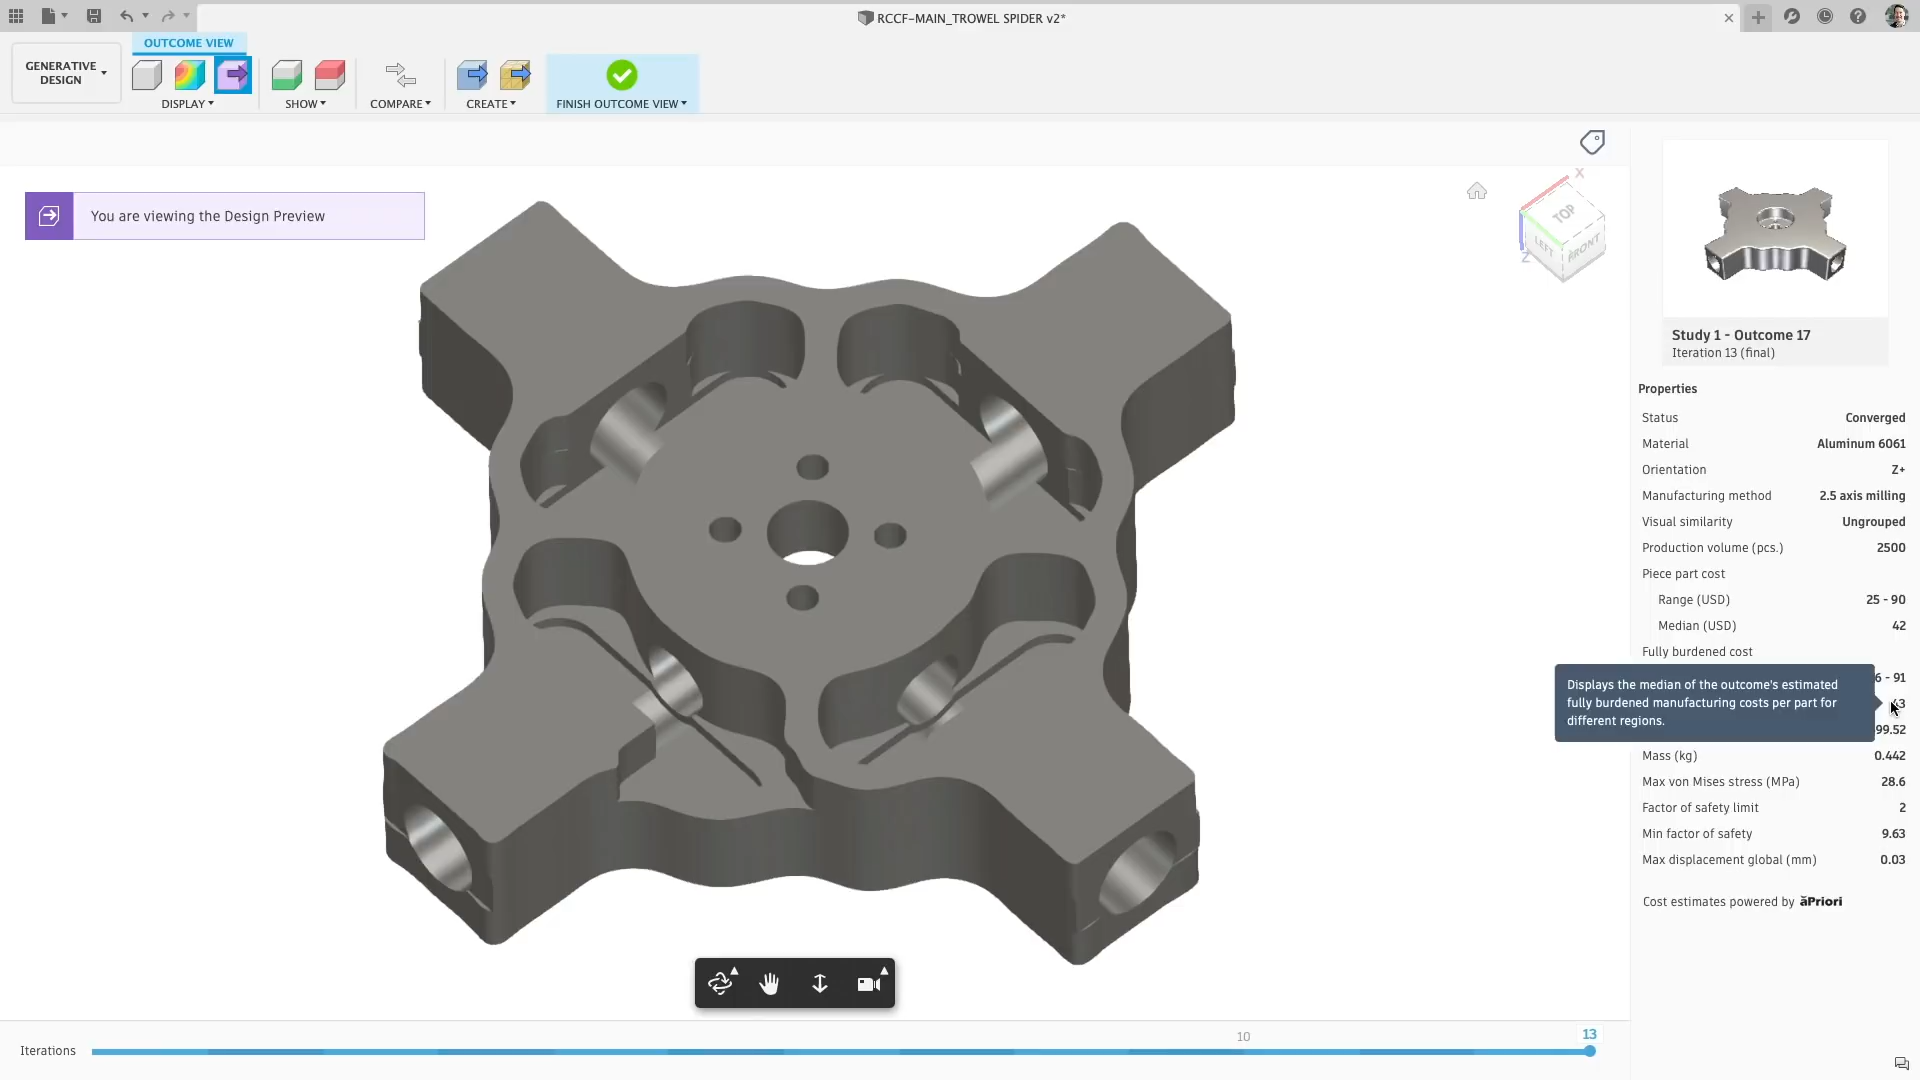 RCCF-MAIN_TROWEL SPIDER v2*
OUTCOME VIEW
GENERATIVE
DESIGN
DISPLAY
SHOW
COMPARE
CREATE
FINISH OUTCOME VIEW
You are viewing the Design Preview
X
TOP
LEFT
FRONT
Z
Study 1 - Outcome 17
Iteration 13 (final)
Properties
Status Converged
Material Aluminum 6061
Orientation Z+
Manufacturing method 2.5 axis milling
Visual similarity Ungrouped
Production volume (pcs.) 2500
Piece part cost
Range (USD) 25 - 90
Median (USD) 42
Fully burdened cost
6 - 91
Displays the median of the outcome's estimated
fully burdened manufacturing costs per part for
different regions.
99.52
Mass (kg) 0.442
Max von Mises stress (MPa) 28.6
Factor of safety limit 2
Min factor of safety 9.63
Max displacement global (mm) 0.03
Cost estimates powered by aPriori
10
13
Iterations